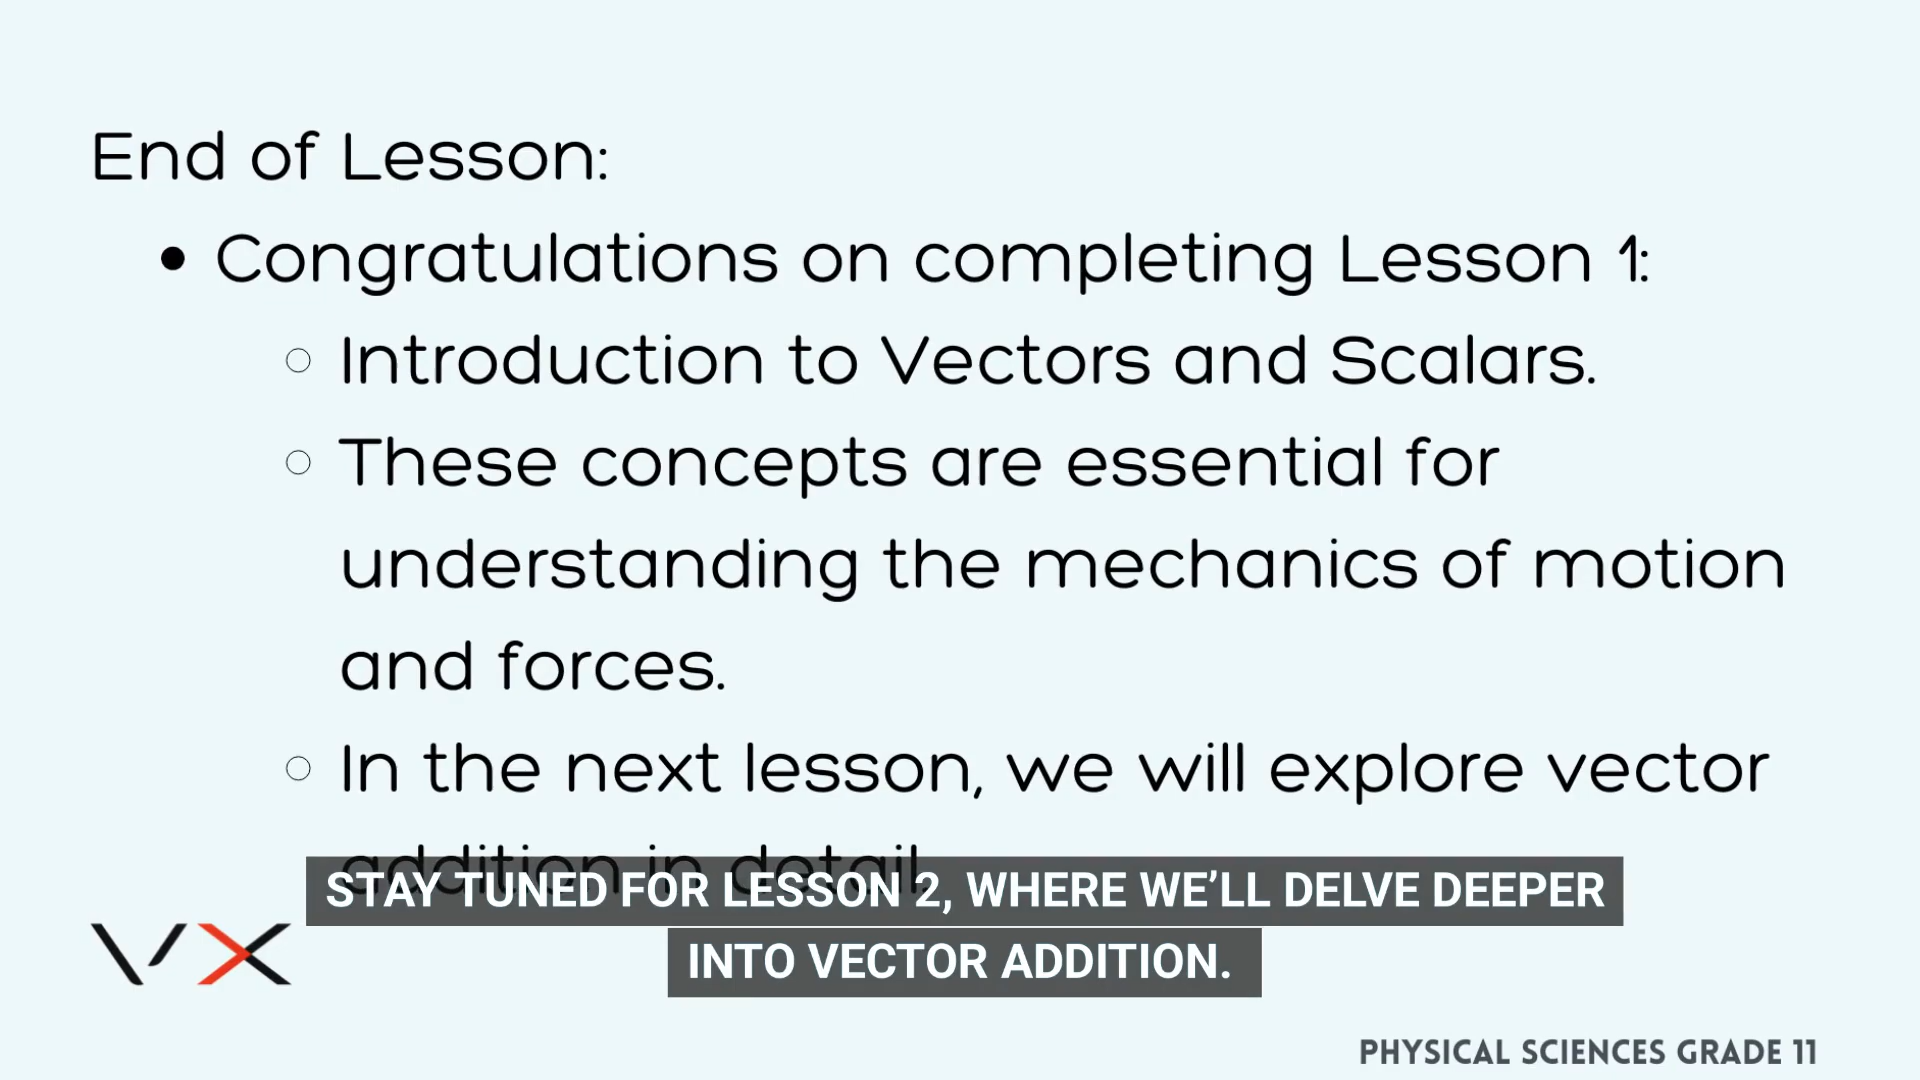 End of Lesson:
• Congratulations on completing Lesson 1:
○ Introduction to Vectors and Scalars.
○ These concepts are essential for
understanding the mechanics of motion
and forces.
○ In the next lesson, we will explore vector
addition in detail.
STAY TUNED FOR LESSON 2, WHERE WE'LL DELVE DEEPER
INTO VECTOR ADDITION.
VX
PHYSICAL SCIENCES GRADE 11